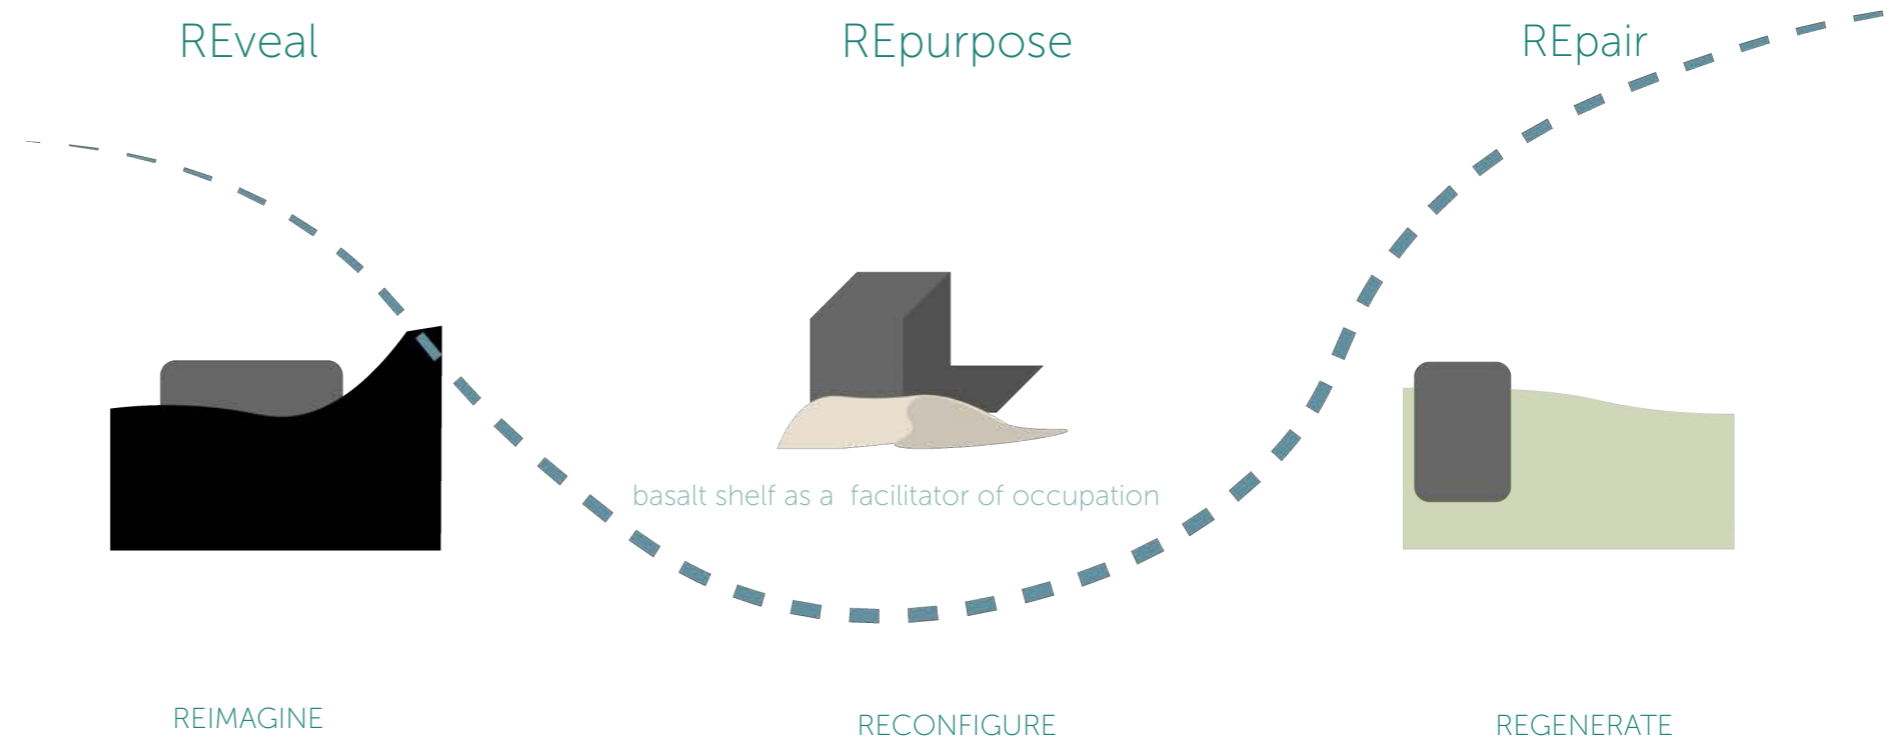 REveal
REpurpose
REpair
basalt shelf as a  facilitator of occupation
REIMAGINE
RECONFIGURE
REGENERATE